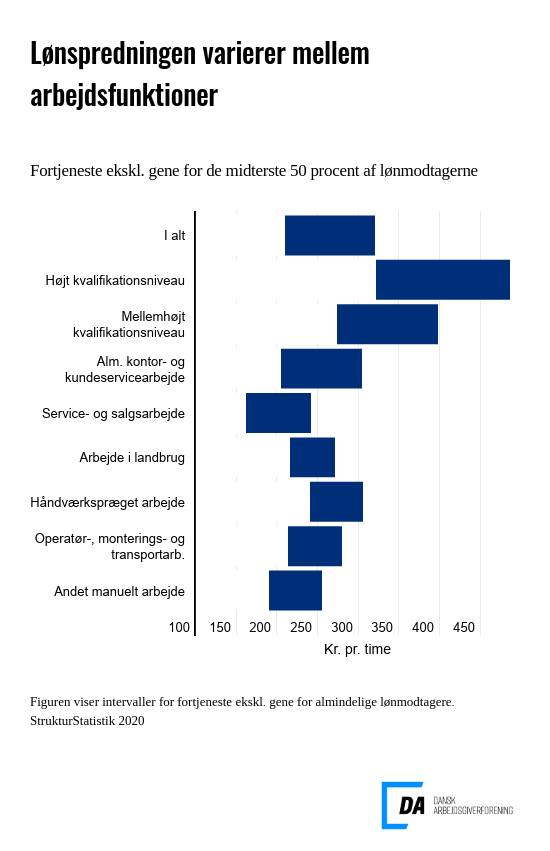 Lønspredningen varierer mellem
arbejdsfunktioner
Fortjeneste ekskl. gene for de midterste 50 procent af lønmodtagerne
I alt
Højt kvalifikationsniveau
Mellemhøjt
kvalifikationsniveau
Alm. kontor- og
kundeservicearbejde
Service- og salgsarbejde
Arbejde i landbrug
Håndværkspræget arbejde
Operatør-, monterings- og
transportarb.
Andet manuelt arbejde
100 150 200 250 300 350 400 450
Kr. pr. time
Figuren viser intervaller for fortjeneste ekskl. gene for almindelige lønmodtagere.
StrukturStatistik 2020
DA DANSK
ARBEJDSGIVERFORENING